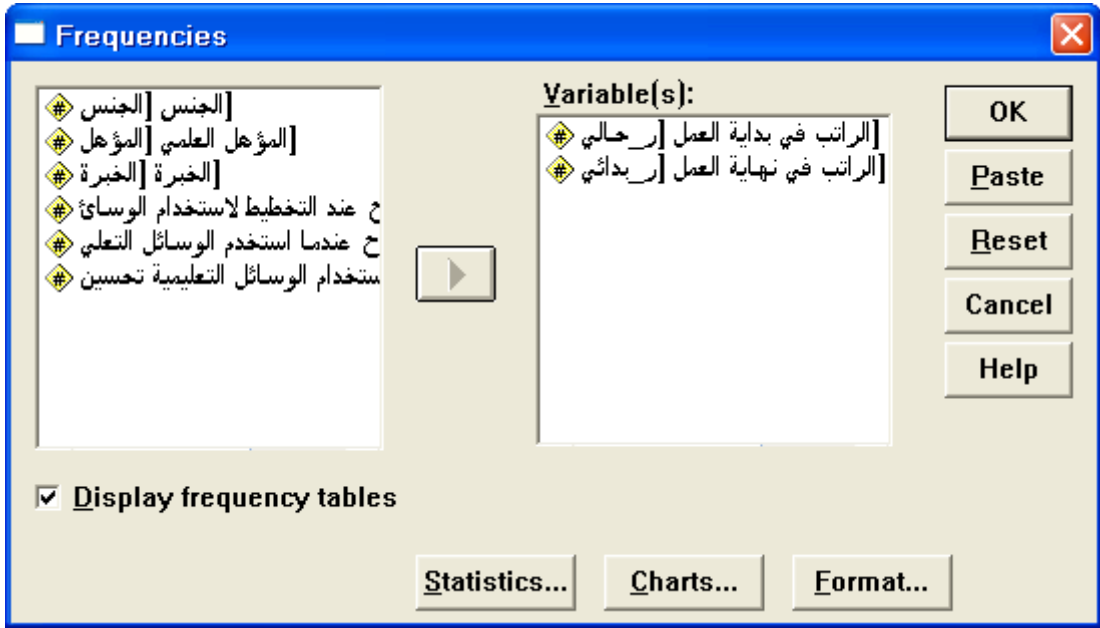 Frequencies
الجنس [الجنس]
المؤهل العلمي [المؤهل]
الخبرة [الخبرة]
ح عند التخطيط لاستخدام الوسائ
ح عندما استخدم الوسائل التعلي
ستخدام الوسائل التعليمية تحسين
Variable(s):
الراتب في بداية العمل [ر_حالي]
الراتب في نهاية العمل [ر_بدائي]
OK
Paste
Reset
Cancel
Help
Display frequency tables
Statistics...
Charts...
Format...